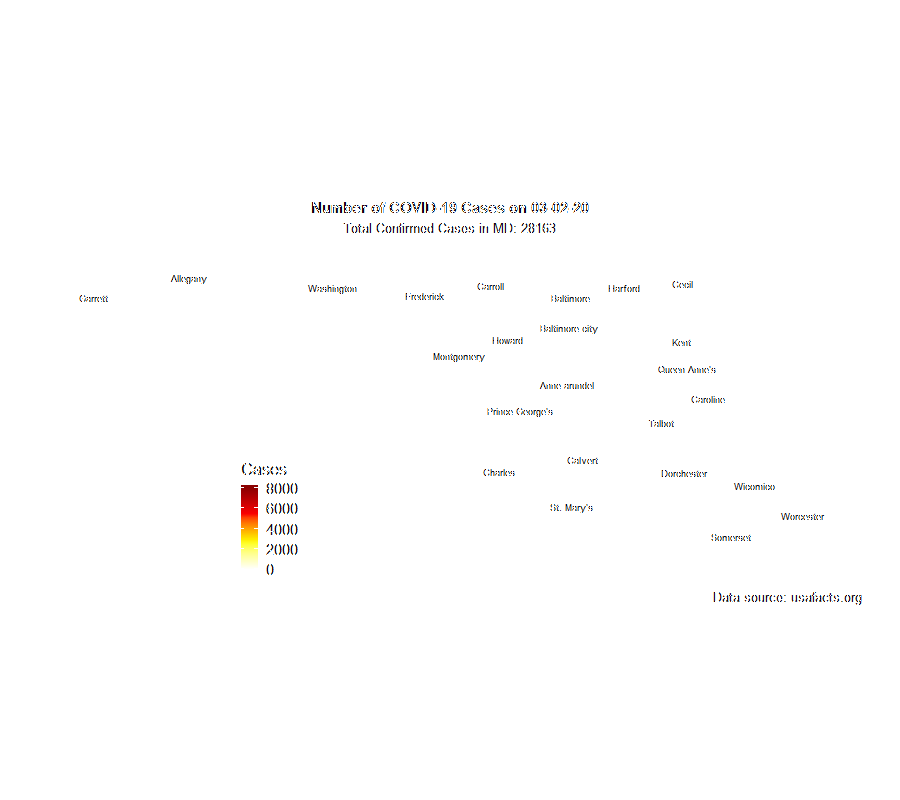 Number of COVID-19 Cases on 03-02-20
Total Confirmed Cases in MD: 28163
Allegany
Garrett
Washington
Frederick
Carroll
Baltimore
Harford
Cecil
Baltimore city
Howard
Kent
Montgomery
Queen Anne's
Anne arundel
Caroline
Prince George's
Talbot
Calvert
Charles
Dorchester
Wicomico
St. Mary's
Worcester
Somerset
Cases
8000
6000
4000
2000
0
Data source: usafacts.org